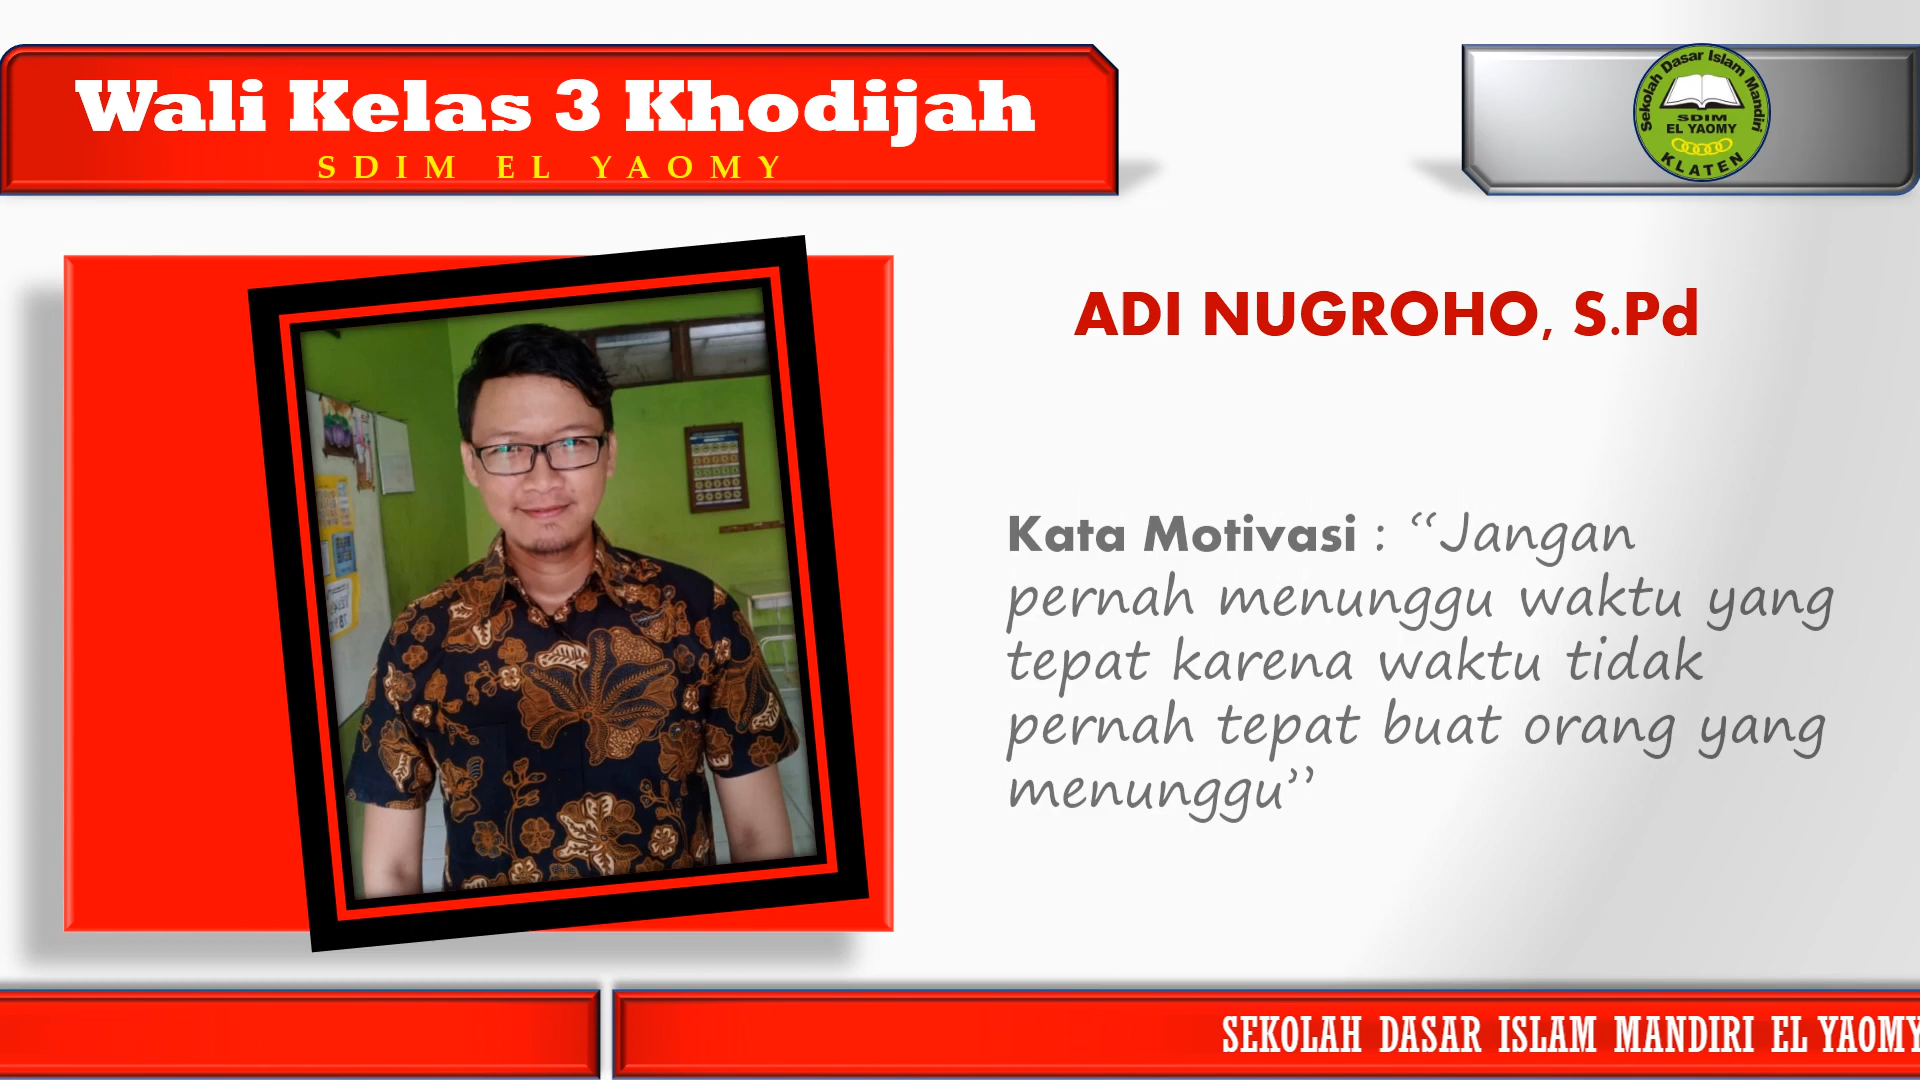 Wali Kelas 3 Khodijah
SDIM EL YAOMY
Sekolah Dasar Islam Mandiri
SDIM
EL YAOMY
KLATEN
ADI NUGROHO, S.Pd
Kata Motivasi : “Jangan
pernah menunggu waktu yang
tepat karena waktu tidak
pernah tepat buat orang yang
menunggu”
SEKOLAH DASAR ISLAM MANDIRI EL YAOMY